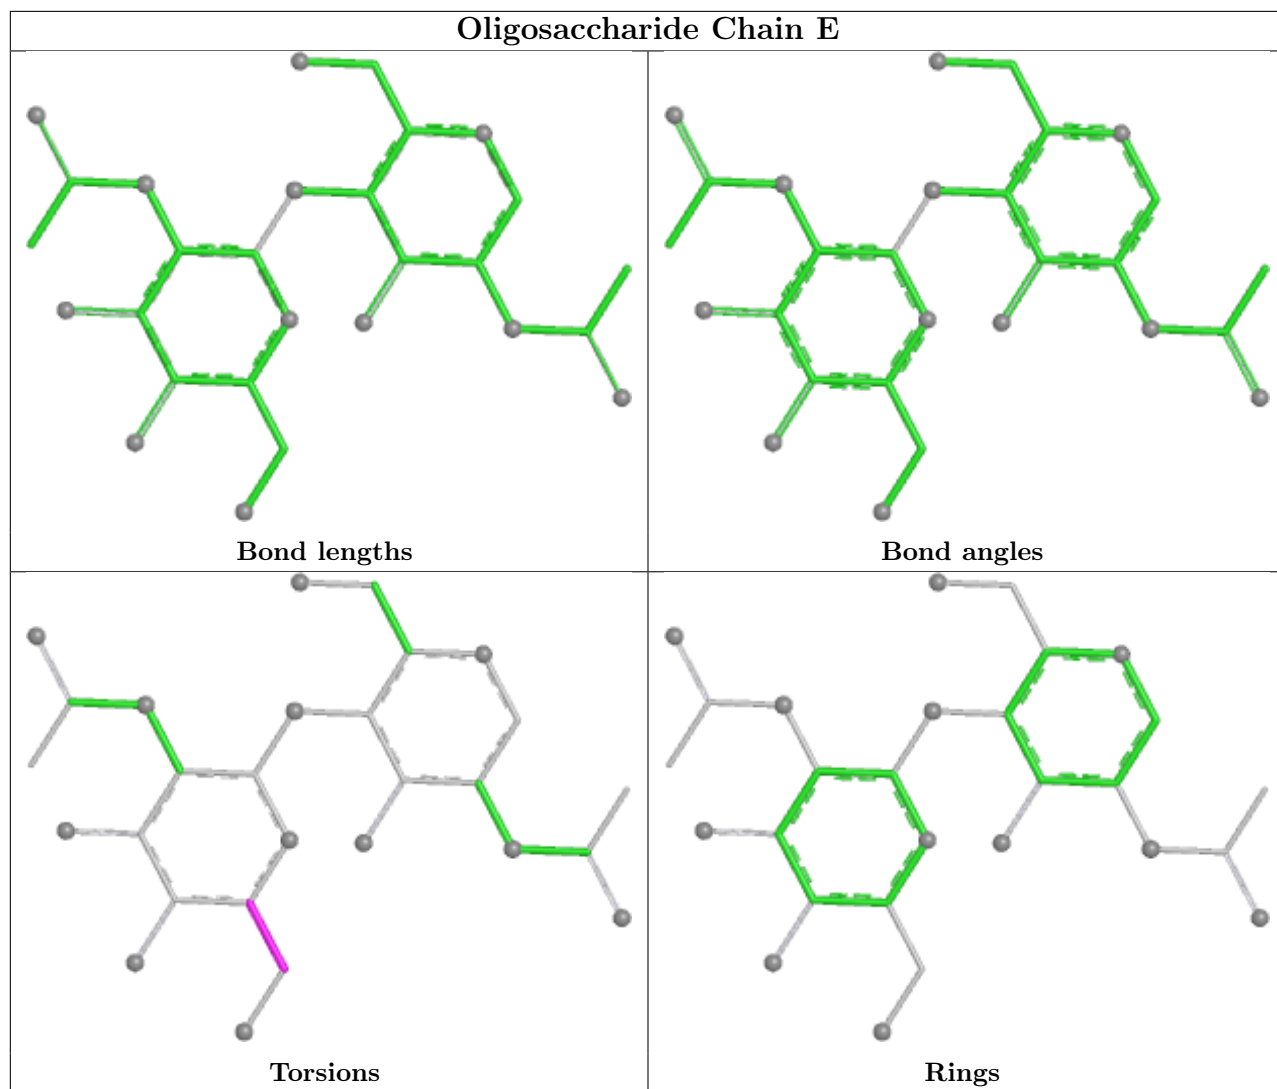 Oligosaccharide Chain E
Bond lengths
Bond angles
Torsions
Rings